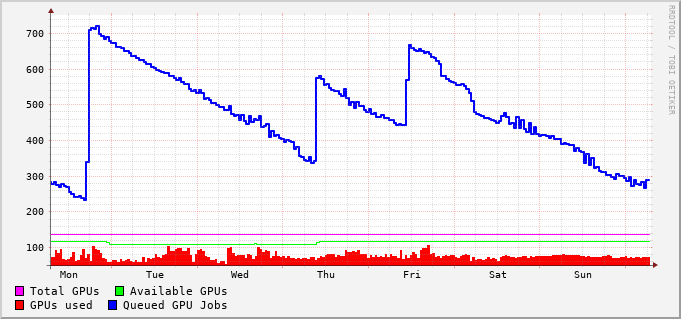 RRDTOOL / TOBI OETIKER
700
600
500
400
300
200
100
Mon Tue Wed Thu Fri Sat Sun
Total GPUs Available GPUs
GPUs used Queued GPU Jobs